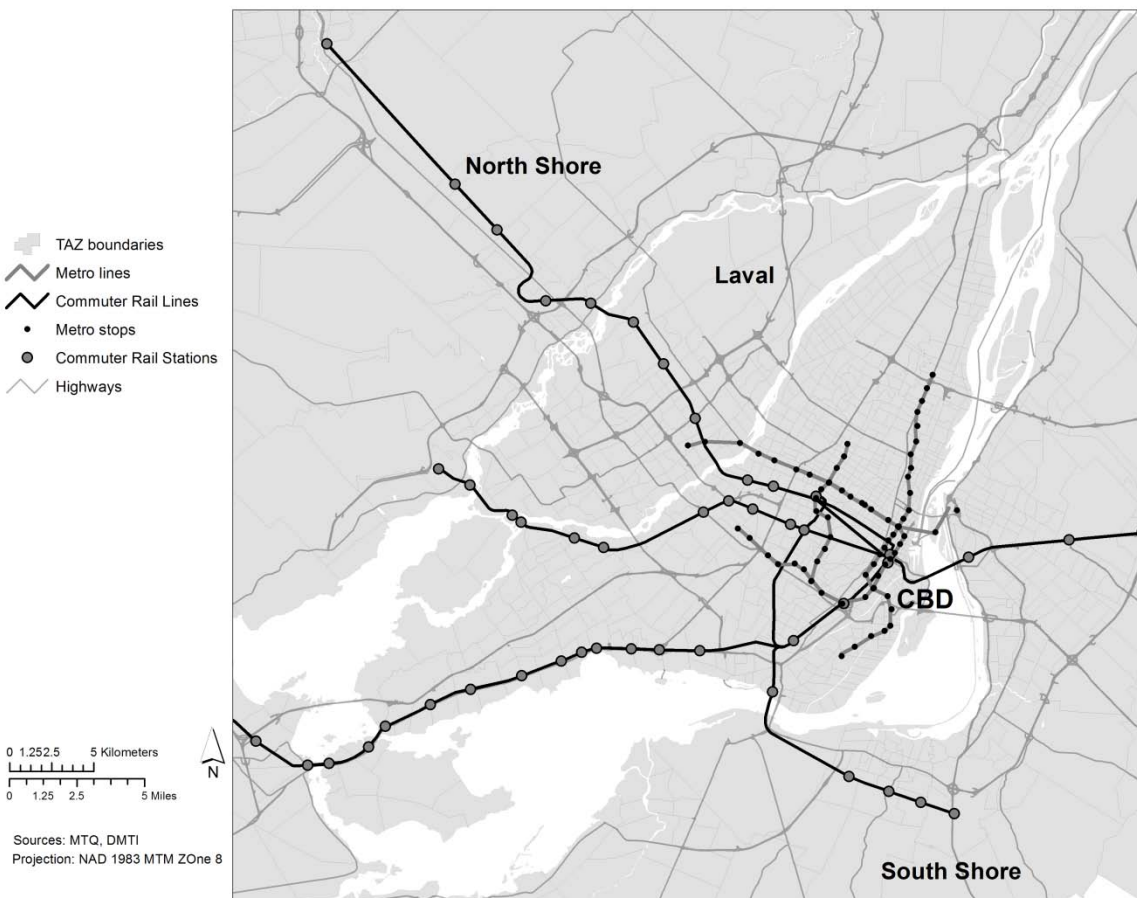 TAZ boundaries
Metro lines
Commuter Rail Lines
Metro stops
Commuter Rail Stations
Highways
0 1.252.5 5 Kilometers
N
0 1.25 2.5 5 Miles
Sources: MTQ, DMTI
Projection: NAD 1983 MTM ZOne 8
North Shore
Laval
CBD
South Shore